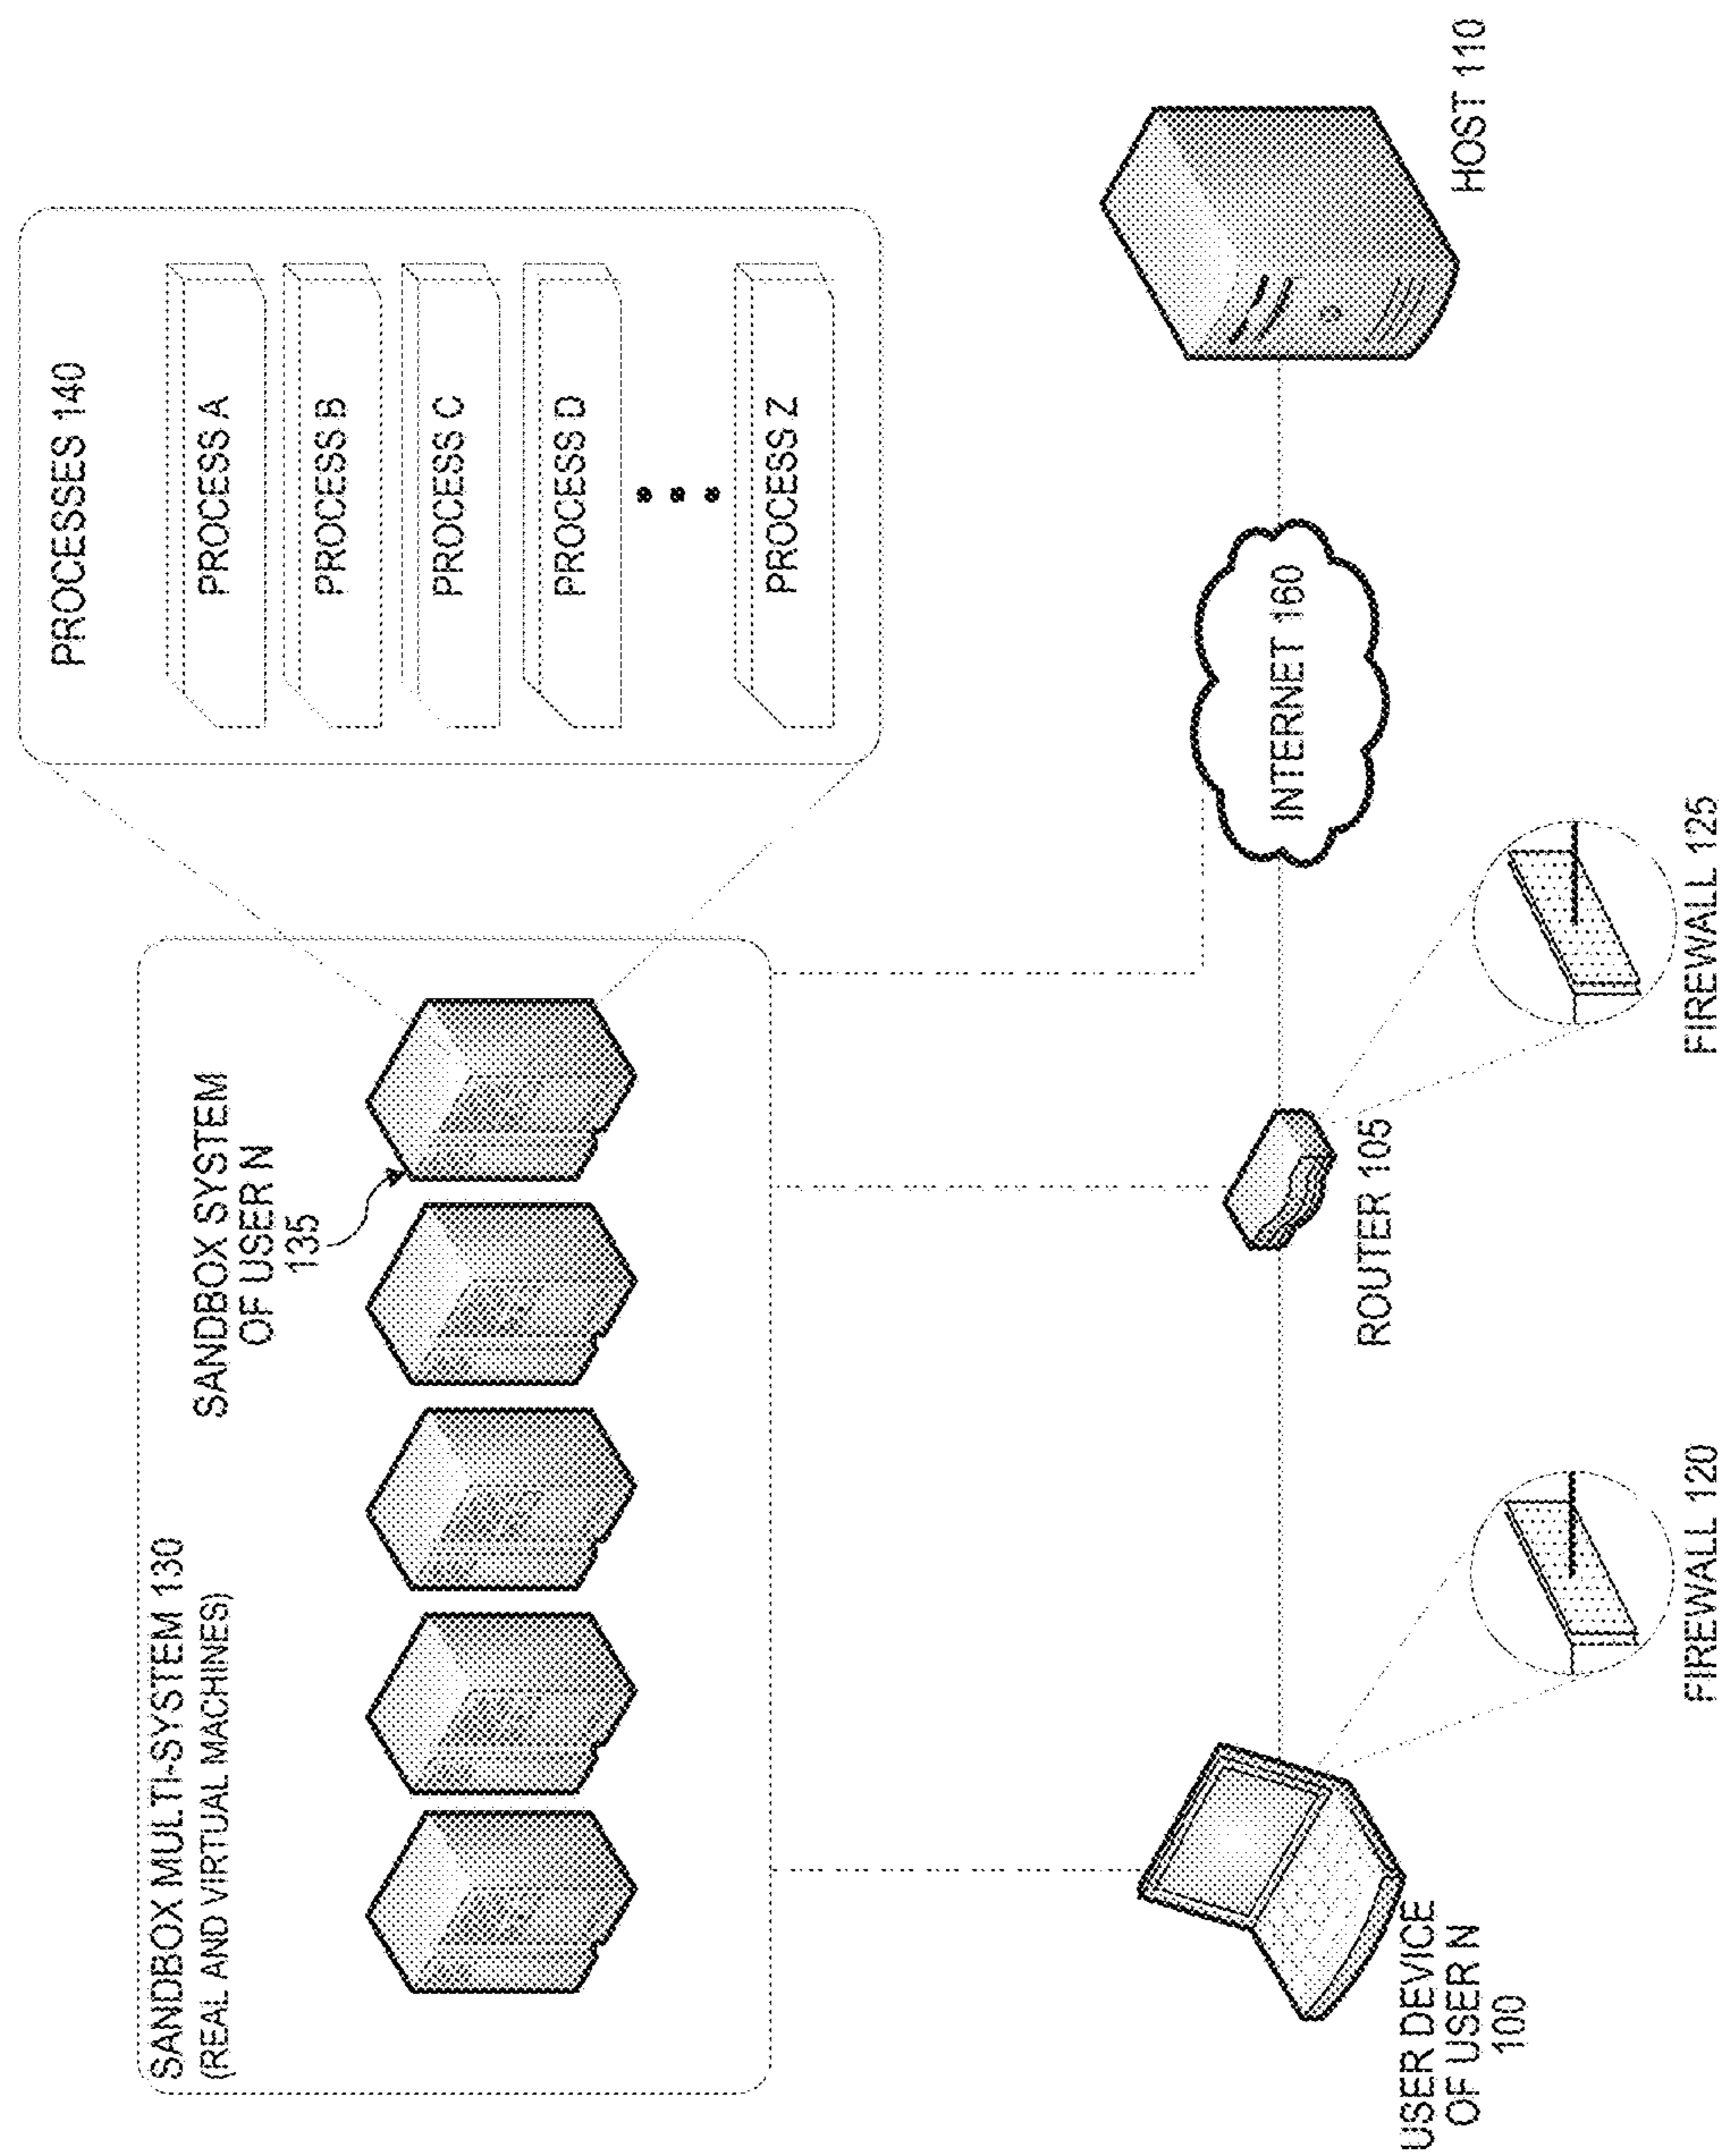 SANDBOX MULTI-SYSTEM 130
(REAL AND VIRTUAL MACHINES)
SANDBOX SYSTEM
OF USER N
135
PROCESSES 140
PROCESS A
PROCESS B
PROCESS C
PROCESS D
PROCESS Z
USER DEVICE
OF USER N
100
ROUTER 105
INTERNET 160
HOST 110
FIREWALL 120
FIREWALL 125